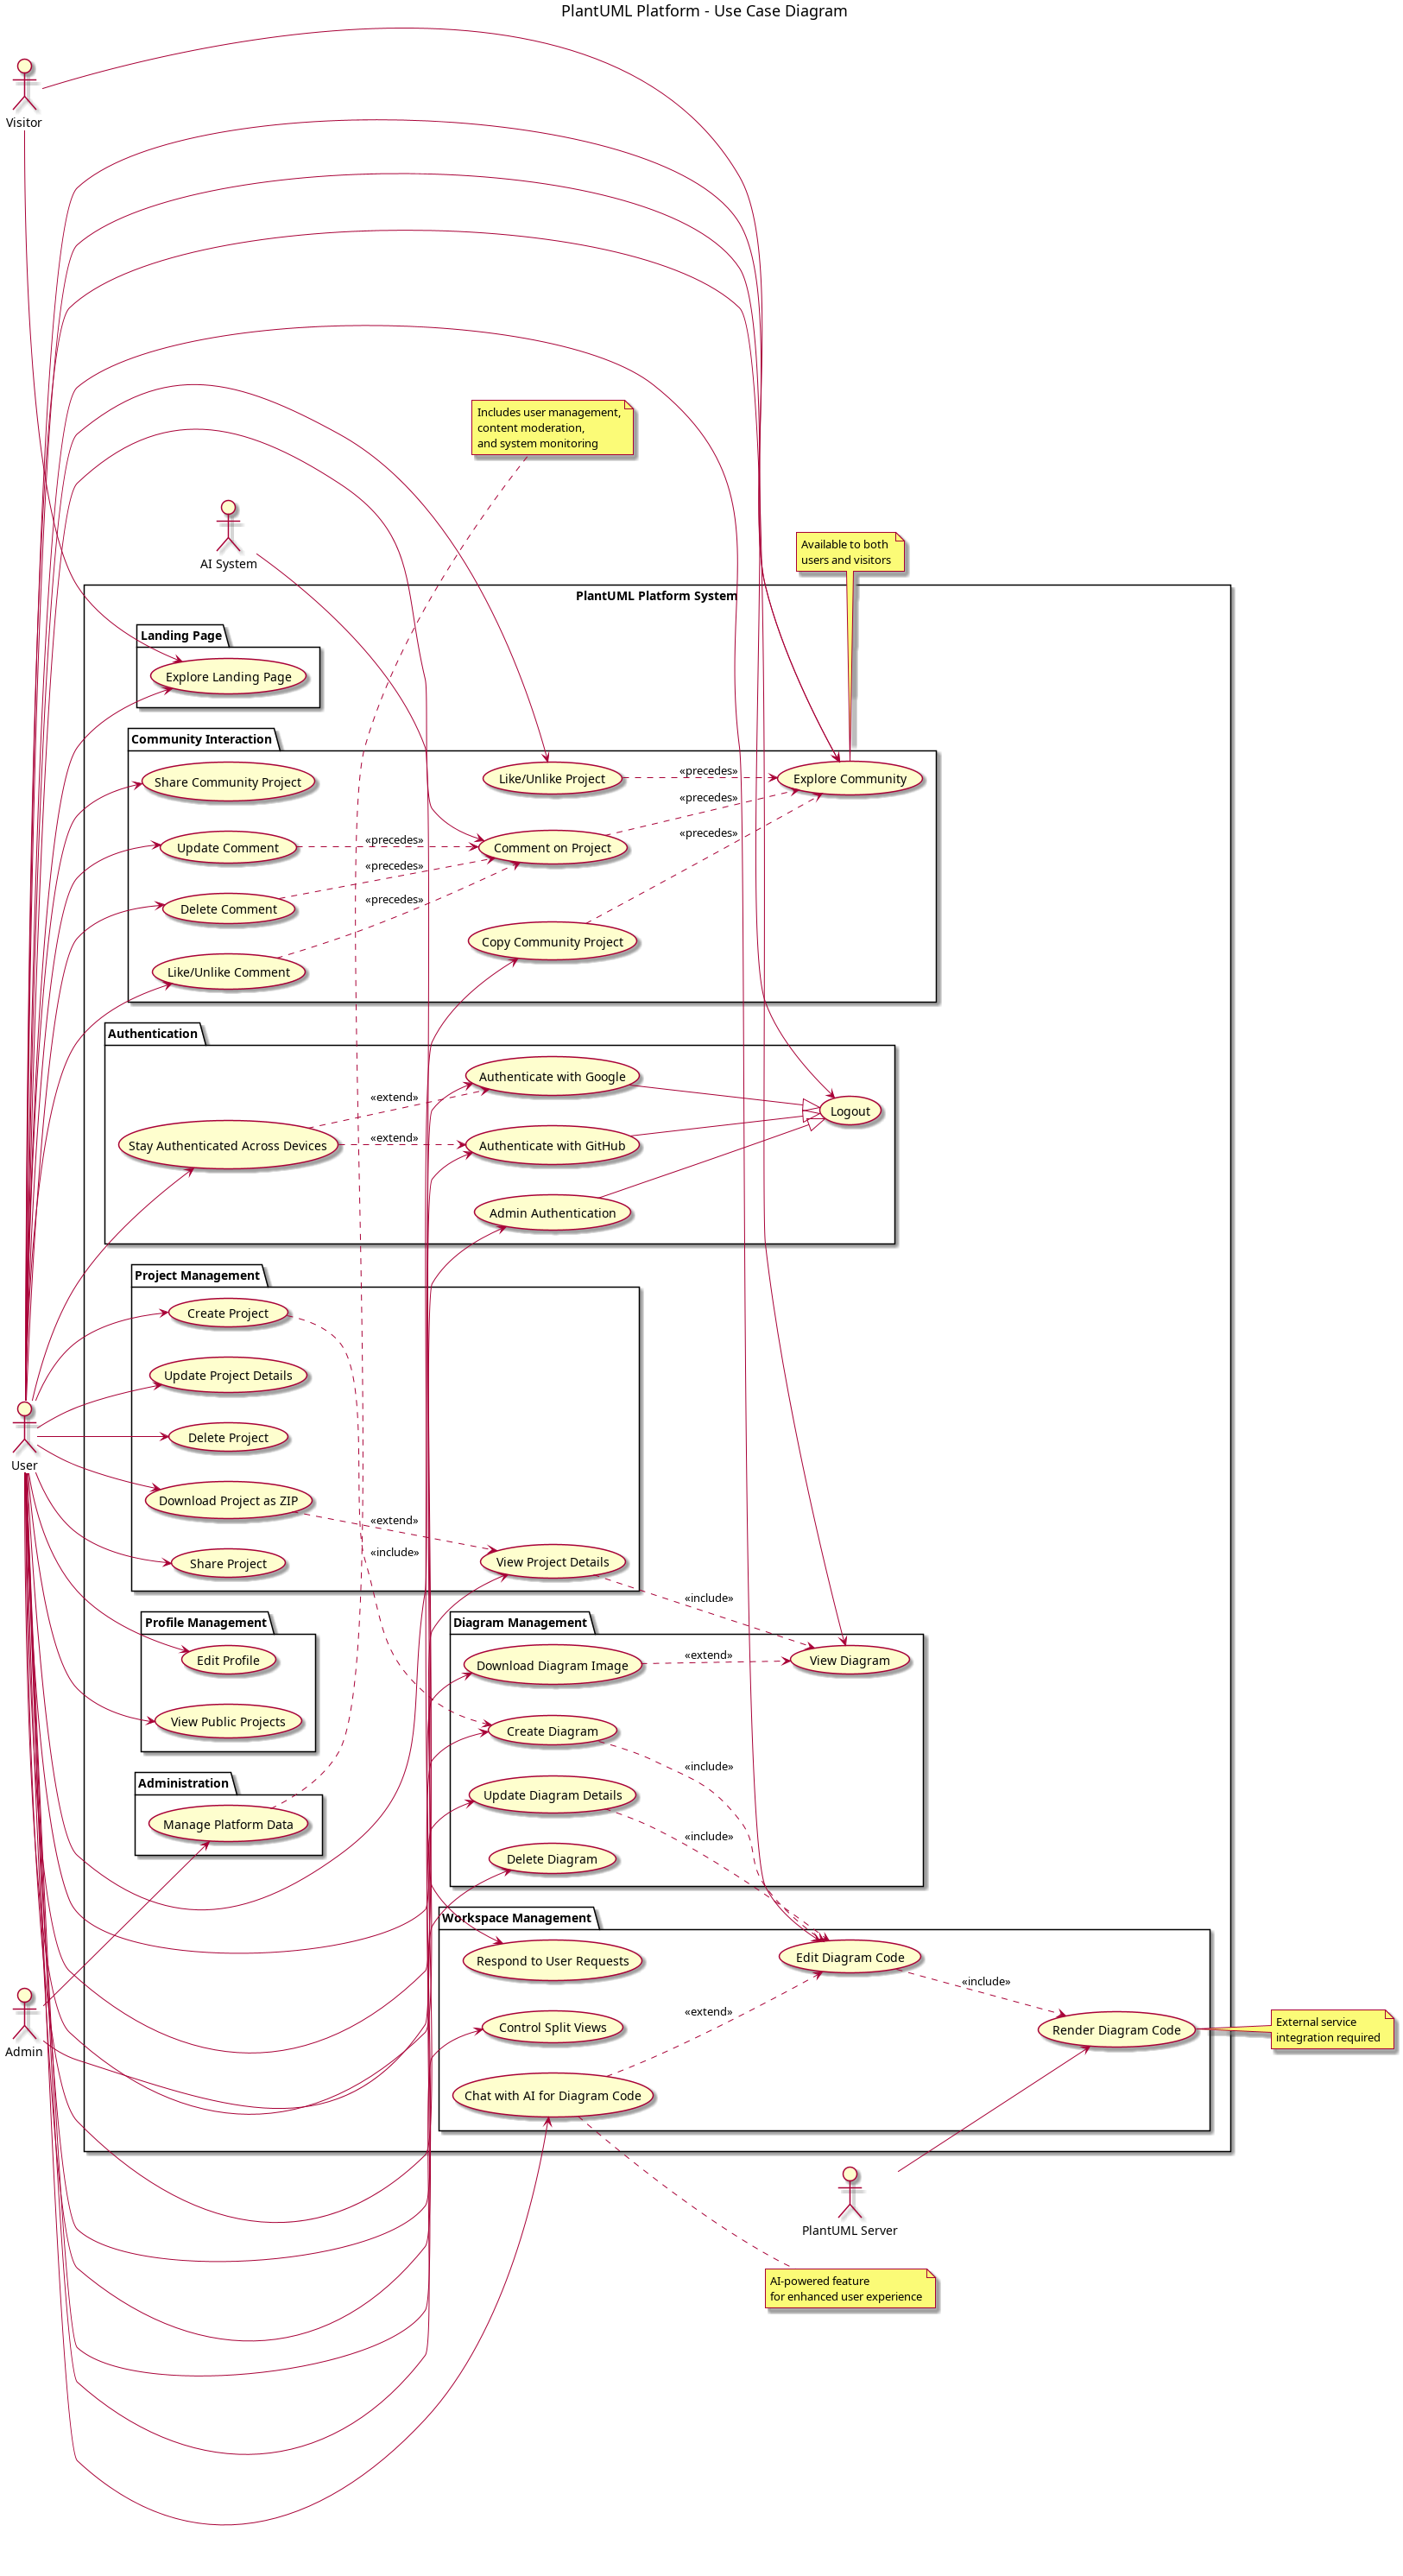 PlantUML Platform - Use Case Diagram
Visitor
Includes user management,
content moderation,
and system monitoring
AI System
Available to both
users and visitors
PlantUML Platform System
Landing Page
Explore Landing Page
Community Interaction
Share Community Project
Like/Unlike Project
«precedes»
Explore Community
«precedes»
Update Comment
«precedes»
Comment on Project
«precedes»
«precedes»
Delete Comment
«precedes»
Copy Community Project
Like/Unlike Comment
Authentication
Authenticate with Google
«extend»
Logout
Stay Authenticated Across Devices
«extend»
Authenticate with GitHub
Admin Authentication
Project Management
Create Project
Update Project Details
Delete Project
User
Download Project as ZIP
«extend»
«include»
Share Project
View Project Details
«include»
Profile Management
Diagram Management
Edit Profile
Download Diagram Image
«extend»
View Diagram
View Public Projects
Create Diagram
«include»
Administration
Manage Platform Data
Update Diagram Details
«include»
Delete Diagram
Workspace Management
Respond to User Requests
Edit Diagram Code
«include»
«extend»
Control Split Views
Render Diagram Code
External service
integration required
Admin
Chat with AI for Diagram Code
PlantUML Server
AI-powered feature
for enhanced user experience